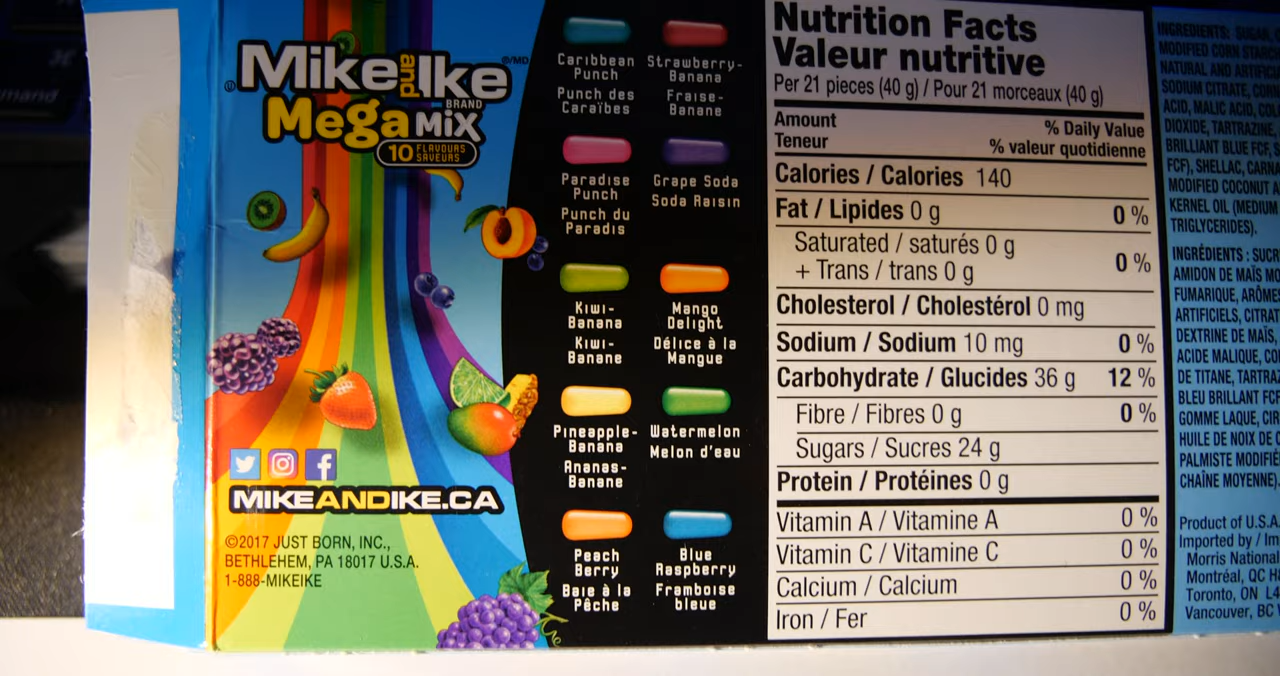 mand
Mike and Ike
®/MD
BRAND
Mega MiX
10 FLAVOURS
SAVEURS
MIKEANDIKE.CA
©2017 JUST BORN, INC.,
BETHLEHEM, PA 18017 U.S.A.
1-888-MIKEIKE
Caribbean
Punch
Punch des
Caraïbes
Strawberry-
Banana
Fraise-
Banane
Paradise
Punch
Punch du
Paradis
Grape Soda
Soda Raisin
Kiwi-
Banana
Kiwi-
Banane
Mango
Delight
Délice à la
Mangue
Pineapple-
Banana
Ananas-
Banane
Watermelon
Melon d'eau
Peach
Berry
Baie à la
Pêche
Blue
Raspberry
Framboise
bleue
Nutrition Facts
Valeur nutritive
Per 21 pieces (40 g) / Pour 21 morceaux (40 g)
Amount % Daily Value
Teneur % valeur quotidienne
Calories / Calories 140
Fat / Lipides 0 g 0 %
Saturated / saturés 0 g
+ Trans / trans 0 g 0 %
Cholesterol / Cholestérol 0 mg
Sodium / Sodium 10 mg 0 %
Carbohydrate / Glucides 36 g 12 %
Fibre / Fibres 0 g 0 %
Sugars / Sucres 24 g
Protein / Protéines 0 g
Vitamin A / Vitamine A 0 %
Vitamin C / Vitamine C 0 %
Calcium / Calcium 0 %
Iron / Fer 0 %
INGREDIENTS: SUGAR,
MODIFIED CORN STARC
NATURAL AND ARTIFIC
SODIUM CITRATE,
ACID, MALIC ACID,
DIOXIDE, TARTRAZINE,
BRILLIANT BLUE FCF,
FCF), SHELLAC,
MODIFIED COCONUT
KERNEL OIL (MEDIUM
TRIGLYCERIDES).
INGRÉDIENTS : SUCR
AMIDON DE MAÏS MO
FUMARIQUE, ARÔMES
ARTIFICIELS, CITRAT
DEXTRINE DE MAÏS,
ACIDE MALIQUE, CO
DE TITANE, TARTRAZ
BLEU BRILLANT FCF
GOMME LAQUE, CIR
HUILE DE NOIX DE C
PALMISTE MODIFIÉ
CHAÎNE MOYENNE).
Product of U.S.A.
Imported by / Im
Morris National
Montréal, QC H
Toronto, ON L4
Vancouver, BC